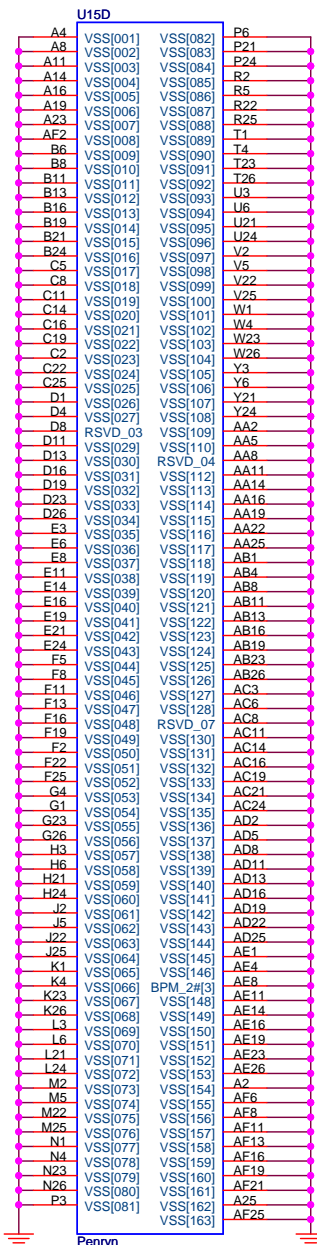 U15D
A4 VSS[001] VSS[082] P6
A8 VSS[002] VSS[083] P21
A11 VSS[003] VSS[084] P24
A14 VSS[004] VSS[085] R2
A16 VSS[005] VSS[086] R5
A19 VSS[006] VSS[087] R22
A23 VSS[007] VSS[088] R25
AF2 VSS[008] VSS[089] T1
B6 VSS[009] VSS[090] T4
B8 VSS[010] VSS[091] T23
B11 VSS[011] VSS[092] T26
B13 VSS[012] VSS[093] U3
B16 VSS[013] VSS[094] U6
B19 VSS[014] VSS[095] U21
B21 VSS[015] VSS[096] U24
B24 VSS[016] VSS[097] V2
C5 VSS[017] VSS[098] V5
C8 VSS[018] VSS[099] V22
C11 VSS[019] VSS[100] V25
C14 VSS[020] VSS[101] W1
C16 VSS[021] VSS[102] W4
C19 VSS[022] VSS[103] W23
C2 VSS[023] VSS[104] W26
C22 VSS[024] VSS[105] Y3
C25 VSS[025] VSS[106] Y6
D1 VSS[026] VSS[107] Y21
D4 VSS[027] VSS[108] Y24
D8 RSVD_03 VSS[109] AA2
D11 VSS[029] VSS[110] AA5
D13 VSS[030] RSVD_04 AA8
D16 VSS[031] VSS[112] AA11
D19 VSS[032] VSS[113] AA14
D23 VSS[033] VSS[114] AA16
D26 VSS[034] VSS[115] AA19
E3 VSS[035] VSS[116] AA22
E6 VSS[036] VSS[117] AA25
E8 VSS[037] VSS[118] AB1
E11 VSS[038] VSS[119] AB4
E14 VSS[039] VSS[120] AB8
E16 VSS[040] VSS[121] AB11
E19 VSS[041] VSS[122] AB13
E21 VSS[042] VSS[123] AB16
E24 VSS[043] VSS[124] AB19
F5 VSS[044] VSS[125] AB23
F8 VSS[045] VSS[126] AB26
F11 VSS[046] VSS[127] AC3
F13 VSS[047] VSS[128] AC6
F16 VSS[048] RSVD_07 AC8
F19 VSS[049] VSS[130] AC11
F2 VSS[050] VSS[131] AC14
F22 VSS[051] VSS[132] AC16
F25 VSS[052] VSS[133] AC19
G4 VSS[053] VSS[134] AC21
G1 VSS[054] VSS[135] AC24
G23 VSS[055] VSS[136] AD2
G26 VSS[056] VSS[137] AD5
H3 VSS[057] VSS[138] AD8
H6 VSS[058] VSS[139] AD11
H21 VSS[059] VSS[140] AD13
H24 VSS[060] VSS[141] AD16
J2 VSS[061] VSS[142] AD19
J5 VSS[062] VSS[143] AD22
J22 VSS[063] VSS[144] AD25
J25 VSS[064] VSS[145] AE1
K1 VSS[065] VSS[146] AE4
K4 VSS[066] BPM_2#[3] AE8
K23 VSS[067] VSS[148] AE11
K26 VSS[068] VSS[149] AE14
L3 VSS[069] VSS[150] AE16
L6 VSS[070] VSS[151] AE19
L21 VSS[071] VSS[152] AE23
L24 VSS[072] VSS[153] AE26
M2 VSS[073] VSS[154] A2
M5 VSS[074] VSS[155] AF6
M22 VSS[075] VSS[156] AF8
M25 VSS[076] VSS[157] AF11
N1 VSS[077] VSS[158] AF13
N4 VSS[078] VSS[159] AF16
N23 VSS[079] VSS[160] AF19
N26 VSS[080] VSS[161] AF21
P3 VSS[081] VSS[162] A25
VSS[163] AF25
Penryn